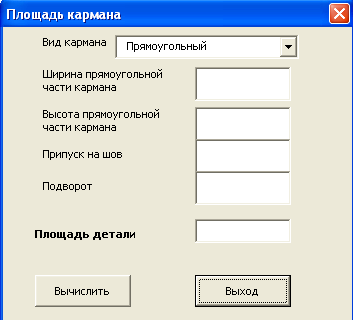 Площадь кармана
Вид кармана Прямоугольный
Ширина прямоугольной
части кармана
Высота прямоугольной
части кармана
Припуск на шов
Подворот
Площадь детали
Вычислить Выход